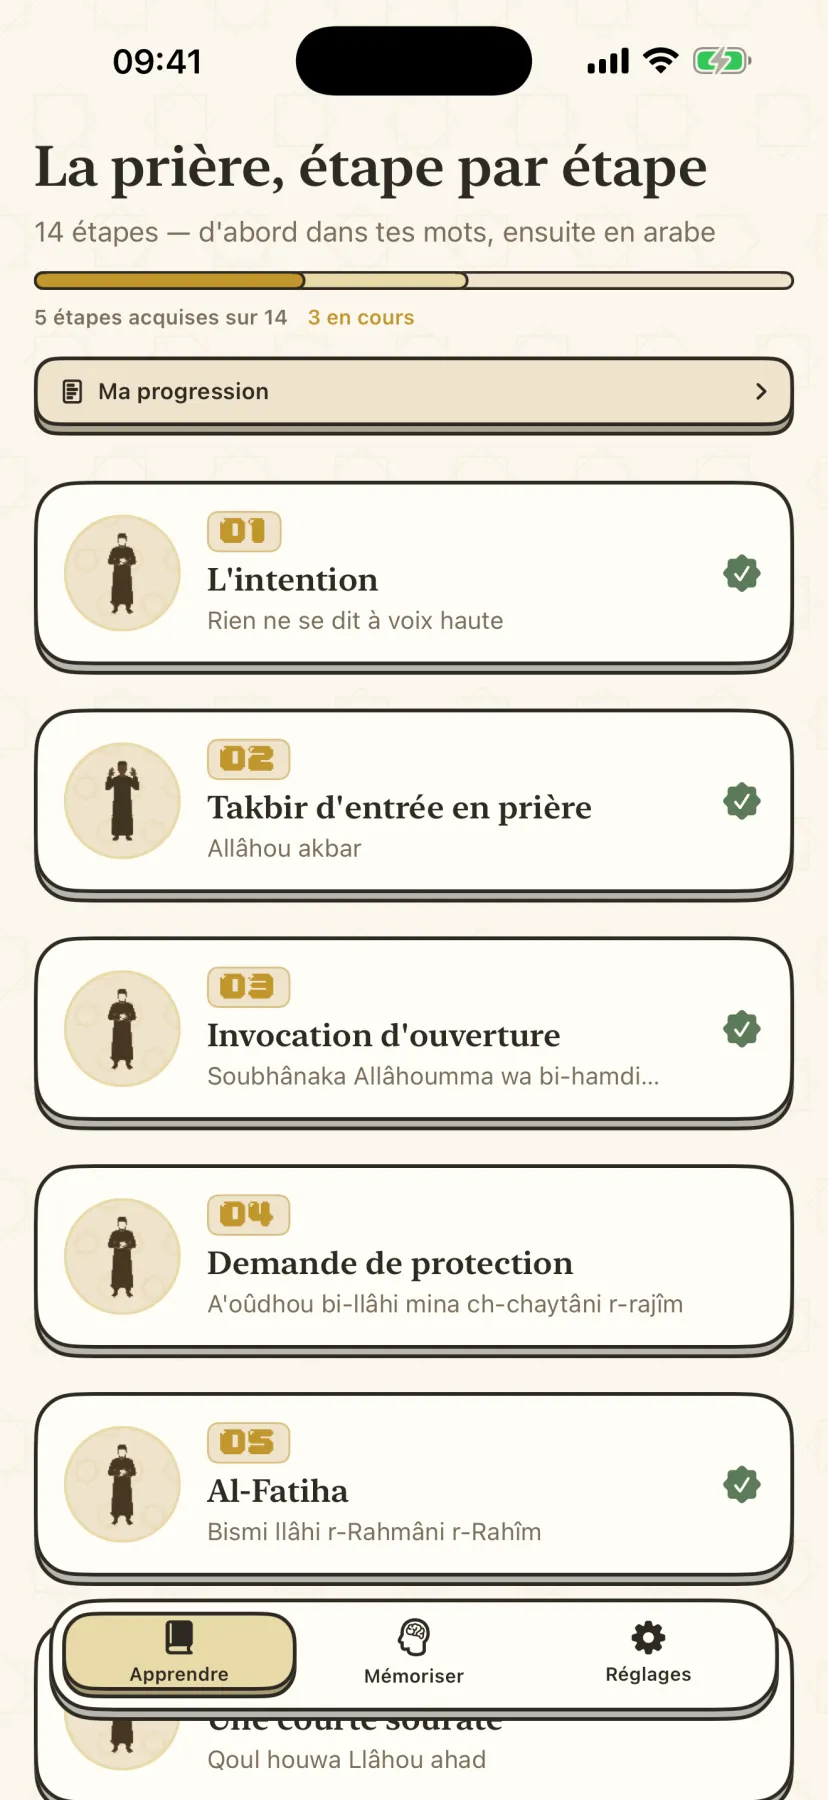 09:41
La prière, étape par étape
14 étapes — d'abord dans tes mots, ensuite en arabe
5 étapes acquises sur 14 3 en cours
Ma progression
01
L'intention
Rien ne se dit à voix haute
02
Takbir d'entrée en prière
Allâhou akbar
03
Invocation d'ouverture
Soubhânaka Allâhoumma wa bi-hamdi...
04
Demande de protection
A'oûdhou bi-llâhi mina ch-chaytâni r-rajîm
05
Al-Fatiha
Bismi llâhi r-Rahmâni r-Rahîm
Apprendre
Mémoriser
Réglages
Une courte sourate
Qoul houwa Llâhou ahad